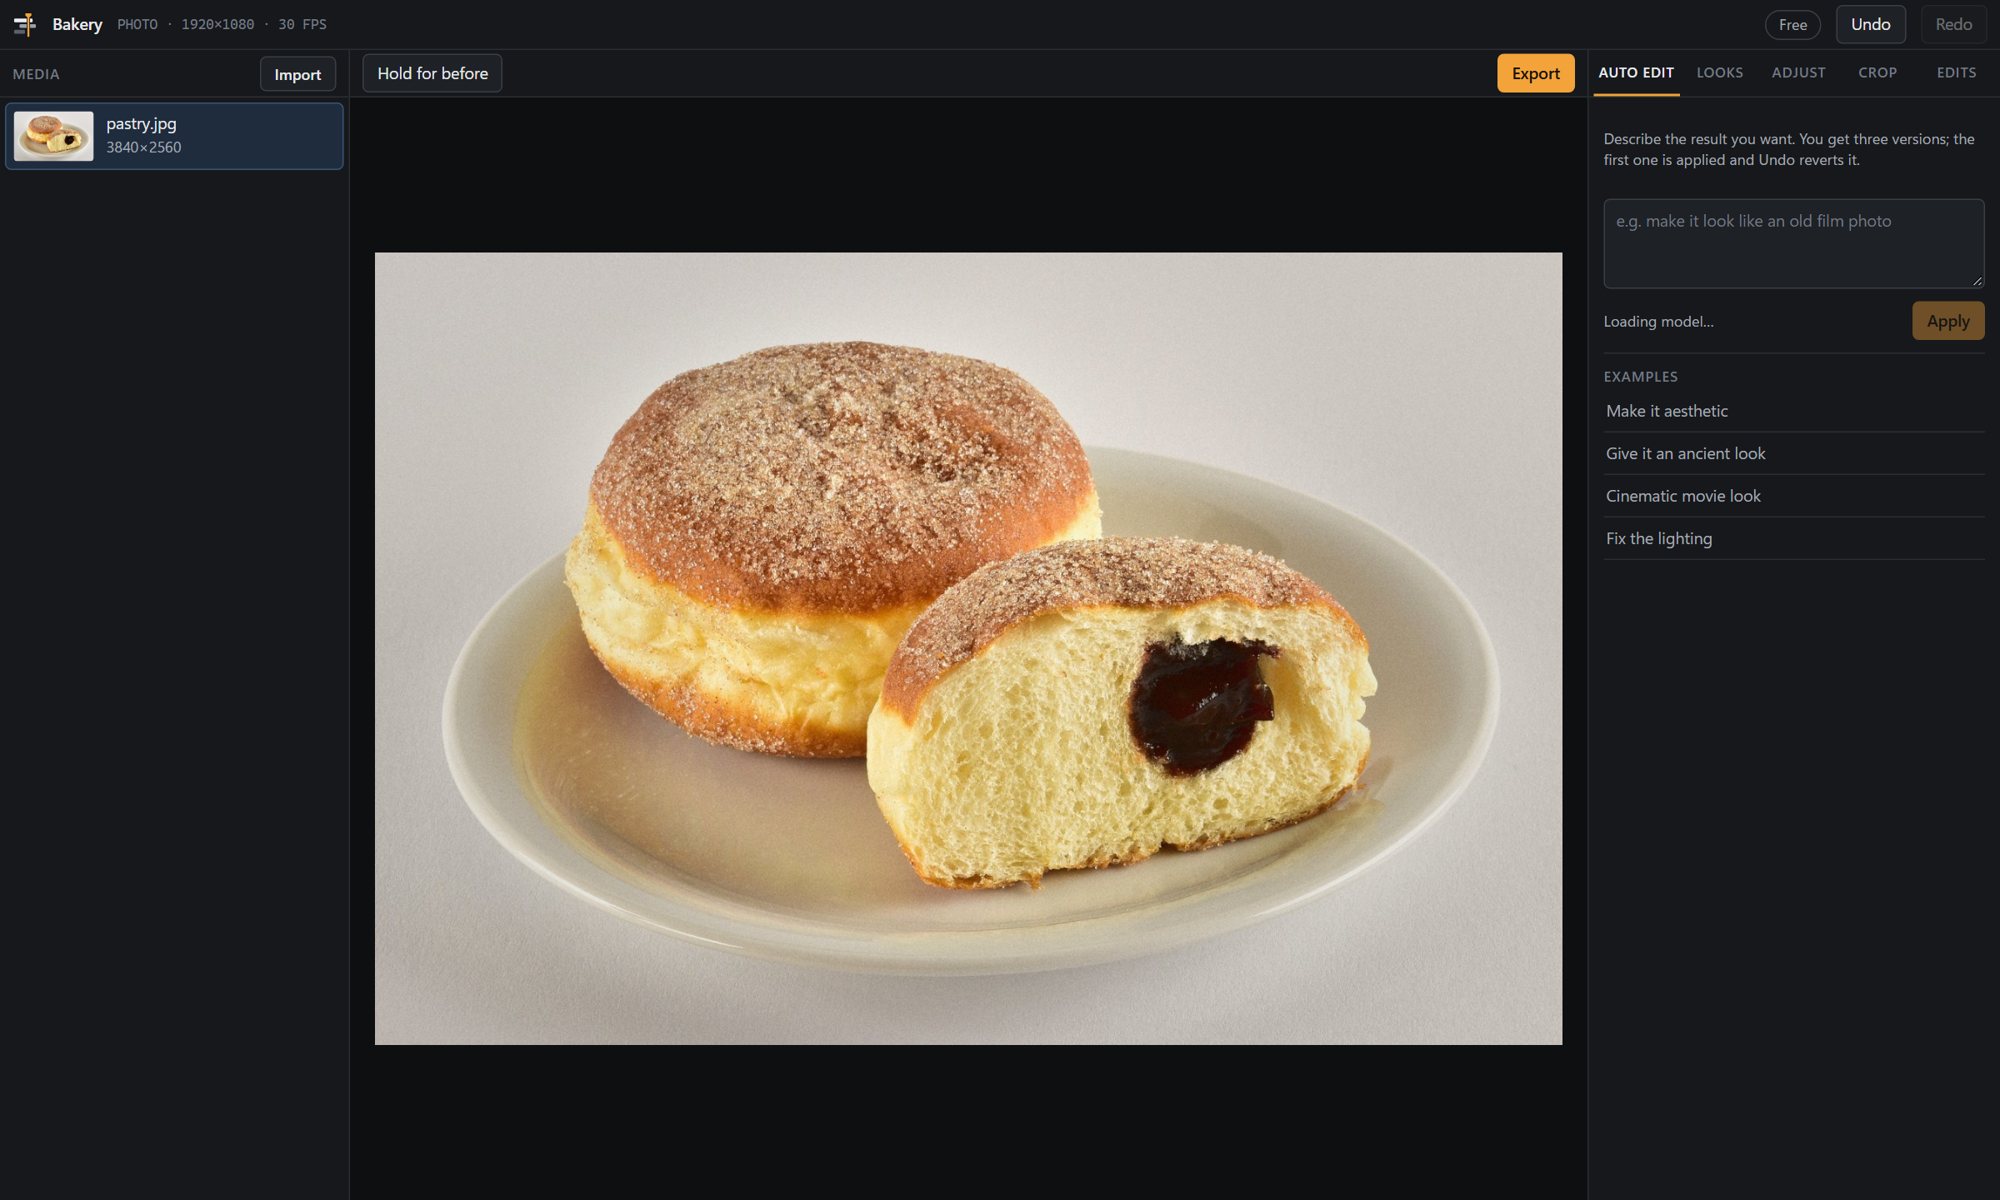 Bakery PHOTO · 1920×1080 · 30 FPS
Free Undo Redo
MEDIA Import
pastry.jpg
3840×2560
Hold for before Export
AUTO EDIT LOOKS ADJUST CROP EDITS
Describe the result you want. You get three versions; the
first one is applied and Undo reverts it.
e.g. make it look like an old film photo
Loading model... Apply
EXAMPLES
Make it aesthetic
Give it an ancient look
Cinematic movie look
Fix the lighting